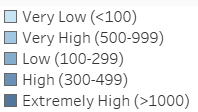 Very Low (<100)
Very High (500-999)
Low (100-299)
High (300-499)
Extremely High (>1000)